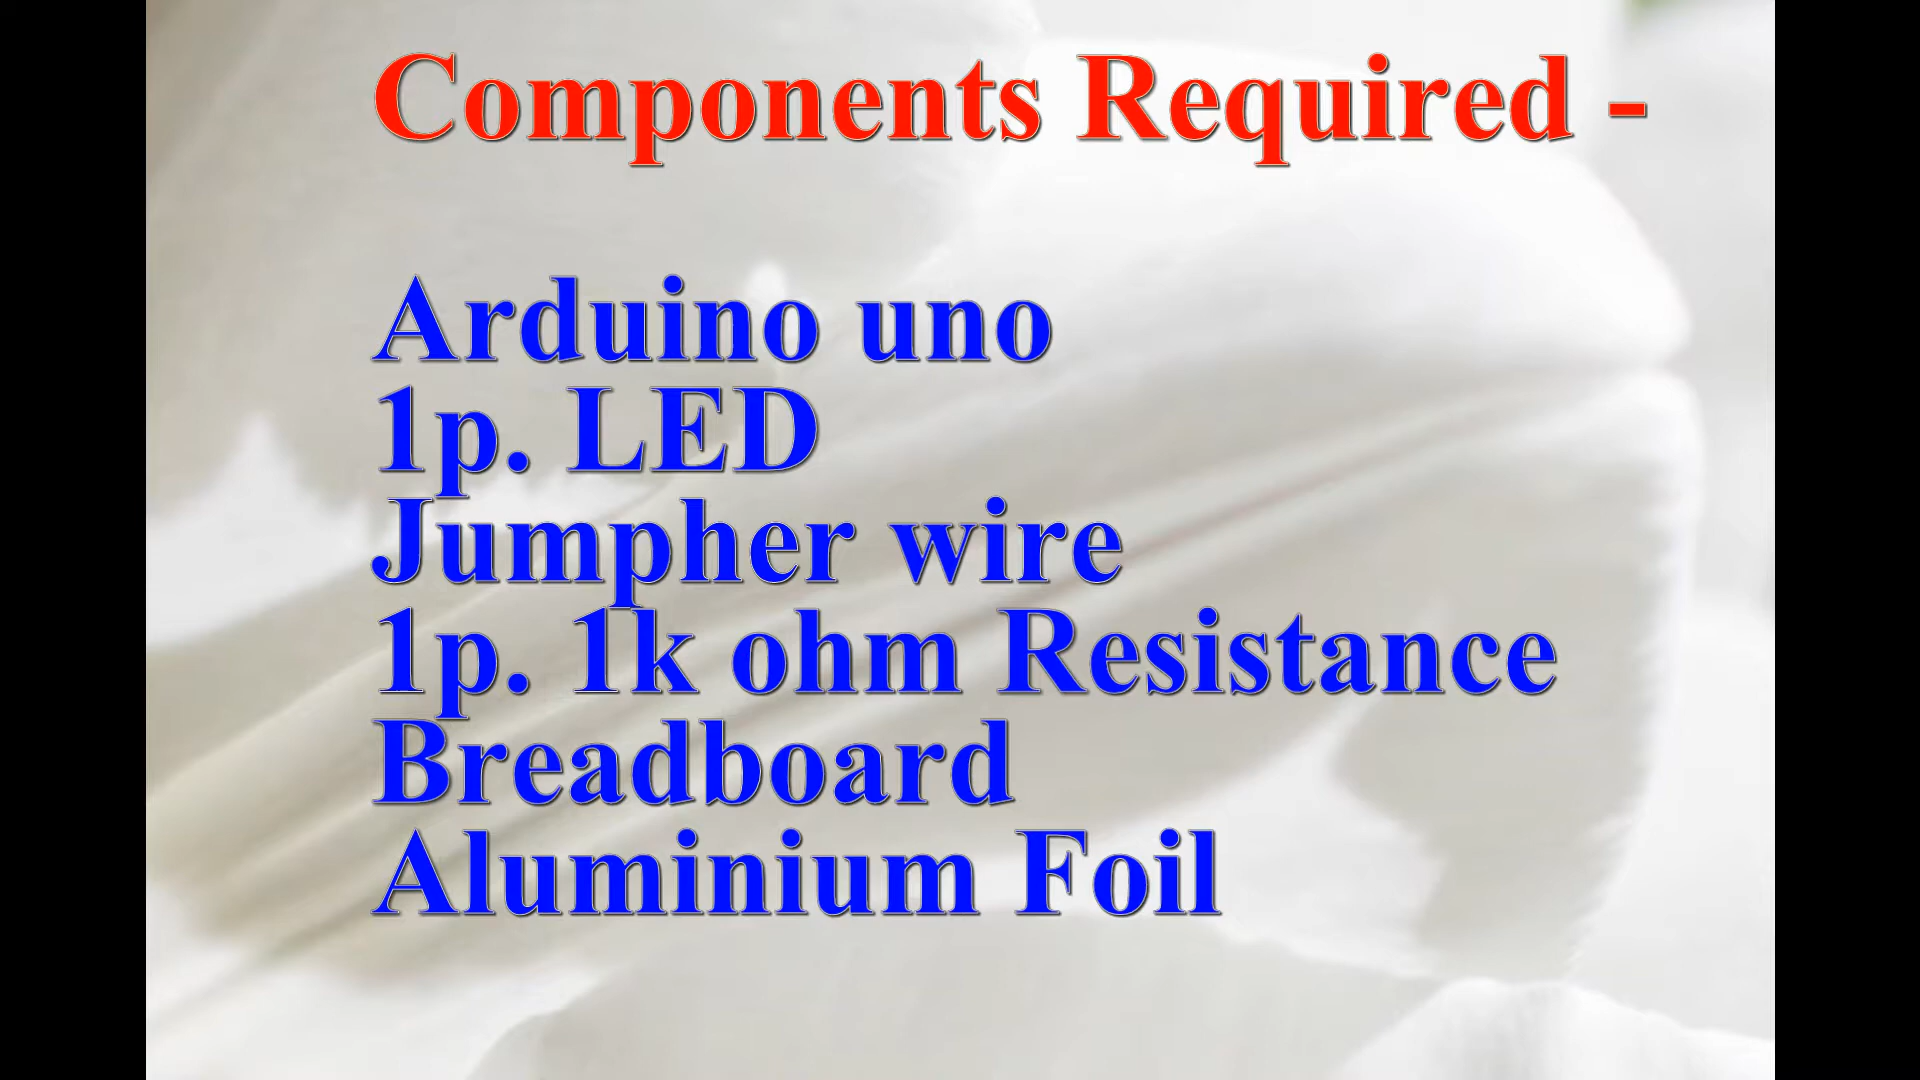 Components Required -
Arduino uno
1p. LED
Jumpher wire
1p. 1k ohm Resistance
Breadboard
Aluminium Foil